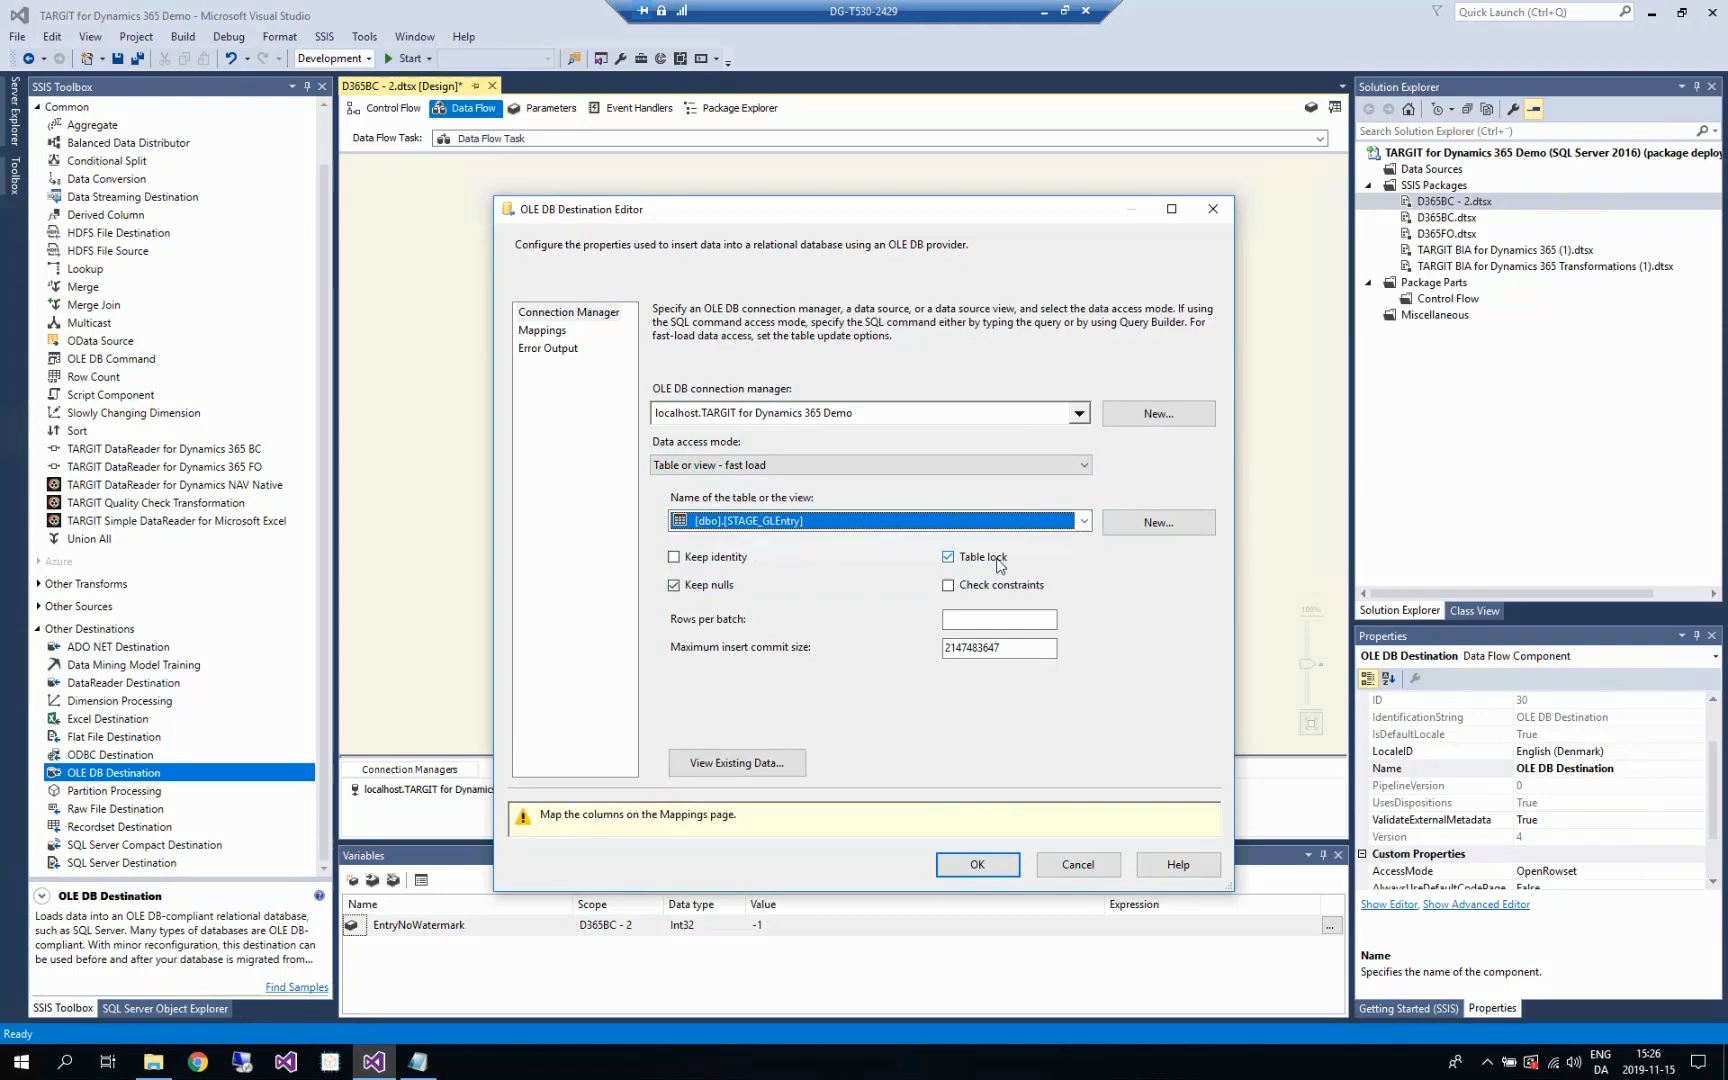 TARGIT for Dynamics 365 Demo - Microsoft Visual Studio
DG-T530-2429
Quick Launch (Ctrl+Q)
File Edit View Project Build Debug Format SSIS Tools Window Help
Development Start
Server Explorer
Toolbox
SSIS Toolbox
Common
Aggregate
Balanced Data Distributor
Conditional Split
Data Conversion
Data Streaming Destination
Derived Column
HDFS File Destination
HDFS File Source
Lookup
Merge
Merge Join
Multicast
OData Source
OLE DB Command
Row Count
Script Component
Slowly Changing Dimension
Sort
TARGIT DataReader for Dynamics 365 BC
TARGIT DataReader for Dynamics 365 FO
TARGIT DataReader for Dynamics NAV Native
TARGIT Quality Check Transformation
TARGIT Simple DataReader for Microsoft Excel
Union All
Azure
Other Transforms
Other Sources
Other Destinations
ADO NET Destination
Data Mining Model Training
DataReader Destination
Dimension Processing
Excel Destination
Flat File Destination
ODBC Destination
OLE DB Destination
Partition Processing
Raw File Destination
Recordset Destination
SQL Server Compact Destination
SQL Server Destination
OLE DB Destination
Loads data into an OLE DB-compliant relational database,
such as SQL Server. Many types of databases are OLE DB-
compliant. With minor reconfiguration, this destination can
be used before and after your database is migrated from...
Find Samples
SSIS Toolbox SQL Server Object Explorer
D365BC - 2.dtsx [Design]*
Control Flow Data Flow Parameters Event Handlers Package Explorer
Data Flow Task: Data Flow Task
OLE DB Destination Editor
Configure the properties used to insert data into a relational database using an OLE DB provider.
Connection Manager
Mappings
Error Output
Specify an OLE DB connection manager, a data source, or a data source view, and select the data access mode. If using
the SQL command access mode, specify the SQL command either by typing the query or by using Query Builder. For
fast-load data access, set the table update options.
OLE DB connection manager:
localhost.TARGIT for Dynamics 365 Demo New...
Data access mode:
Table or view - fast load
Name of the table or the view:
[dbo].[STAGE_GLEntry] New...
Keep identity Table lock
Keep nulls Check constraints
Rows per batch:
Maximum insert commit size: 2147483647
View Existing Data...
Map the columns on the Mappings page.
OK Cancel Help
100%
Connection Managers
localhost.TARGIT for Dynamic
Variables
Name Scope Data type Value Expression
EntryNoWatermark D365BC - 2 Int32 -1 ...
Solution Explorer
Search Solution Explorer (Ctrl+¨)
TARGIT for Dynamics 365 Demo (SQL Server 2016) (package deploy
Data Sources
SSIS Packages
D365BC - 2.dtsx
D365BC.dtsx
D365FO.dtsx
TARGIT BIA for Dynamics 365 (1).dtsx
TARGIT BIA for Dynamics 365 Transformations (1).dtsx
Package Parts
Control Flow
Miscellaneous
Solution Explorer Class View
Properties
OLE DB Destination Data Flow Component
ID 30
IdentificationString OLE DB Destination
IsDefaultLocale True
LocaleID English (Denmark)
Name OLE DB Destination
PipelineVersion 0
UsesDispositions True
ValidateExternalMetadata True
Version 4
Custom Properties
AccessMode OpenRowset
AlwaysUseDefaultCodePage False
Show Editor, Show Advanced Editor
Name
Specifies the name of the component.
Getting Started (SSIS) Properties
Ready
ENG
DA
15:26
2019-11-15